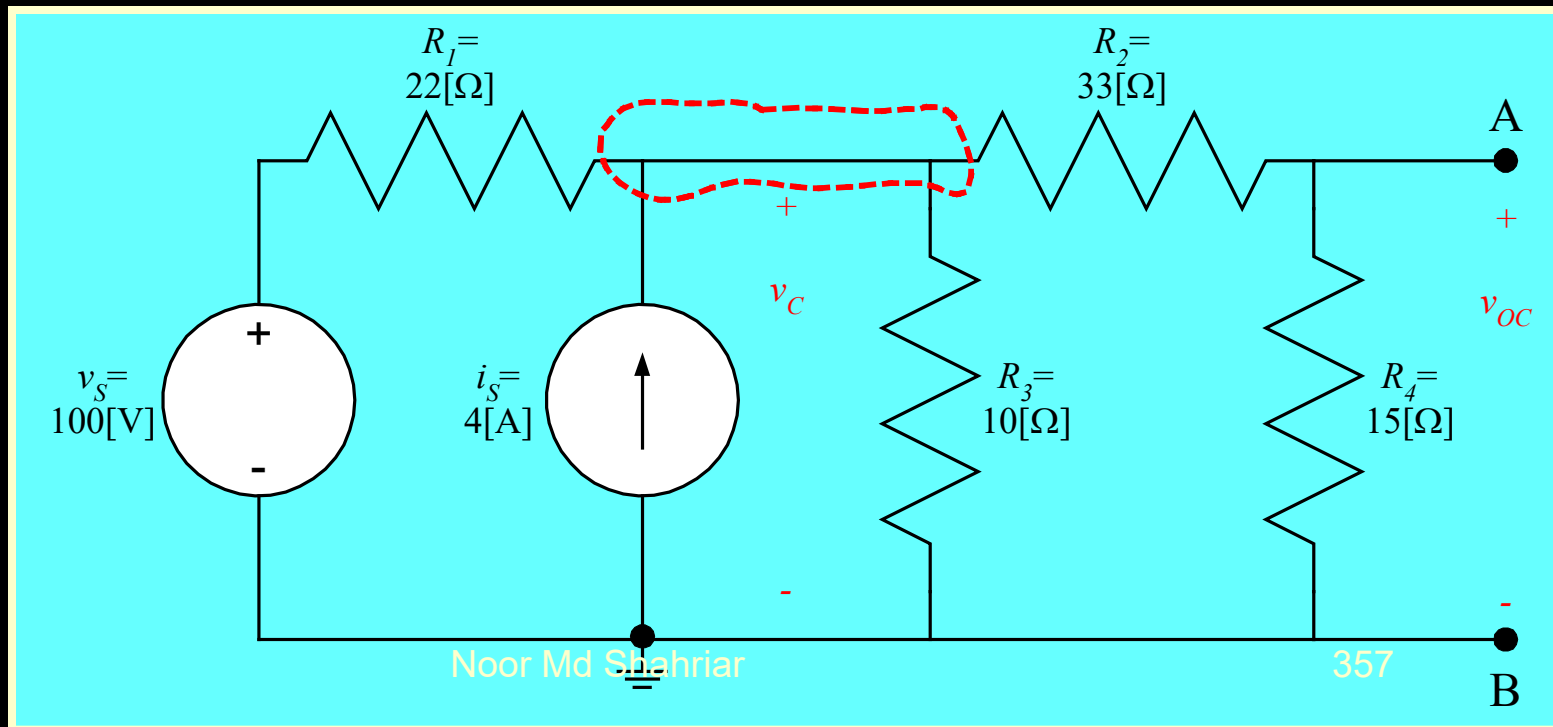 R1=
22[Ω]
R2=
33[Ω]
A
+
+
vC
vOC
+
-
vS=
100[V]
iS=
4[A]
R3=
10[Ω]
R4=
15[Ω]
-
-
Noor Md Shahriar
357
B